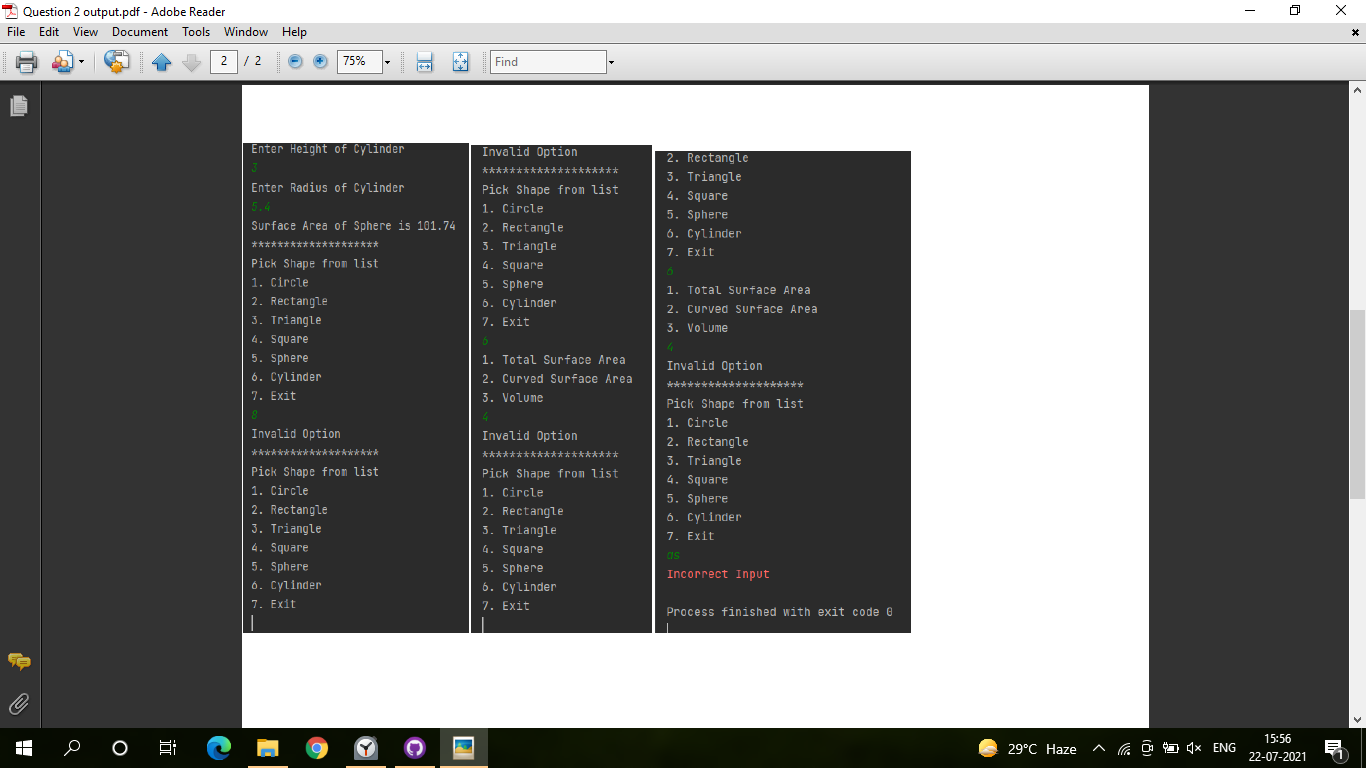 Question 2 output.pdf - Adobe Reader
File Edit View Document Tools Window Help
2 / 2 75% Find
Enter Height of Cylinder
3
Enter Radius of Cylinder
5.4
Surface Area of Sphere is 101.74
********************
Pick Shape from list
1. Circle
2. Rectangle
3. Triangle
4. Square
5. Sphere
6. Cylinder
7. Exit
8
Invalid Option
********************
Pick Shape from list
1. Circle
2. Rectangle
3. Triangle
4. Square
5. Sphere
6. Cylinder
7. Exit
Invalid Option
********************
Pick Shape from list
1. Circle
2. Rectangle
3. Triangle
4. Square
5. Sphere
6. Cylinder
7. Exit
6
1. Total Surface Area
2. Curved Surface Area
3. Volume
4
Invalid Option
********************
Pick Shape from list
1. Circle
2. Rectangle
3. Triangle
4. Square
5. Sphere
6. Cylinder
7. Exit
2. Rectangle
3. Triangle
4. Square
5. Sphere
6. Cylinder
7. Exit
6
1. Total Surface Area
2. Curved Surface Area
3. Volume
4
Invalid Option
********************
Pick Shape from list
1. Circle
2. Rectangle
3. Triangle
4. Square
5. Sphere
6. Cylinder
7. Exit
as
Incorrect Input
Process finished with exit code 0
29°C Haze ENG 15:56
22-07-2021
1